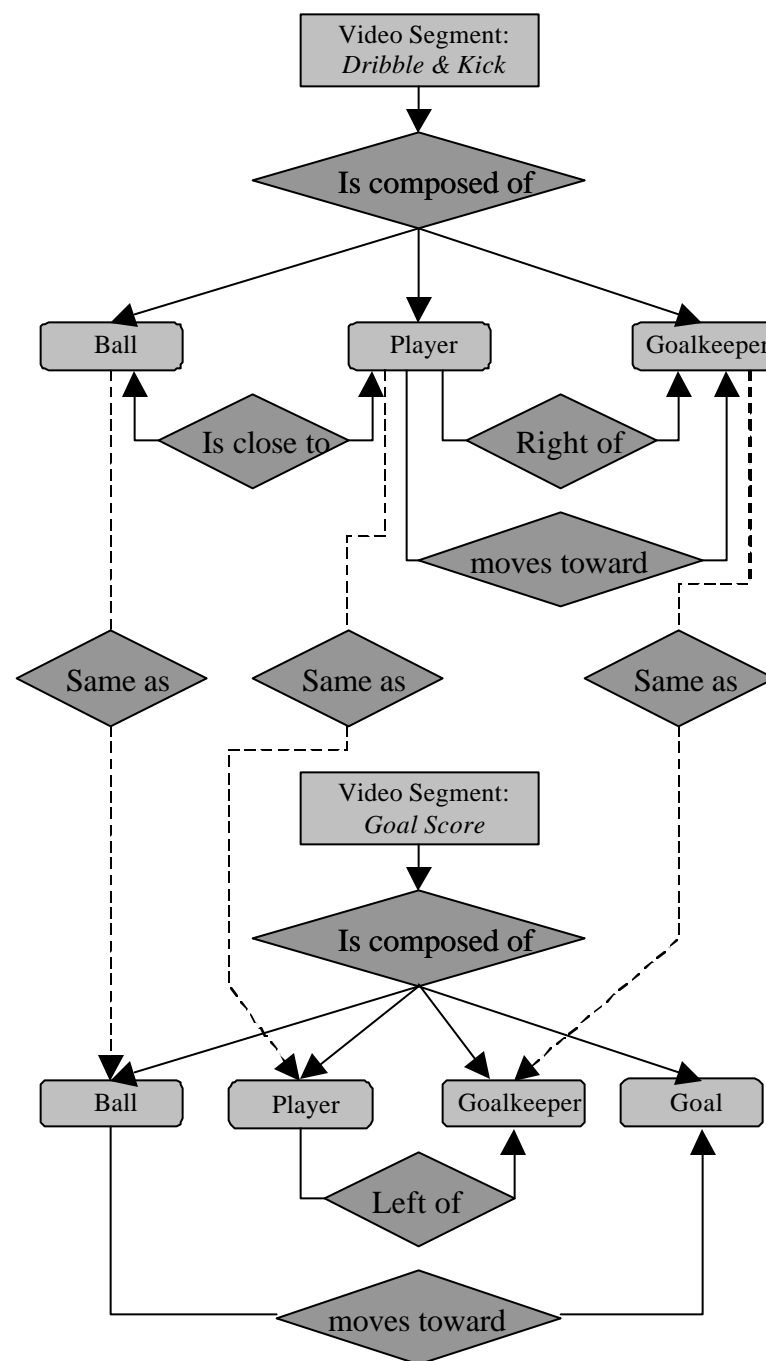 Video Segment:
Dribble & Kick
Is composed of
Ball
Player
Goalkeeper
Is close to
Right of
moves toward
Same as
Same as
Same as
Video Segment:
Goal Score
Is composed of
Ball
Player
Goalkeeper
Goal
Left of
moves toward